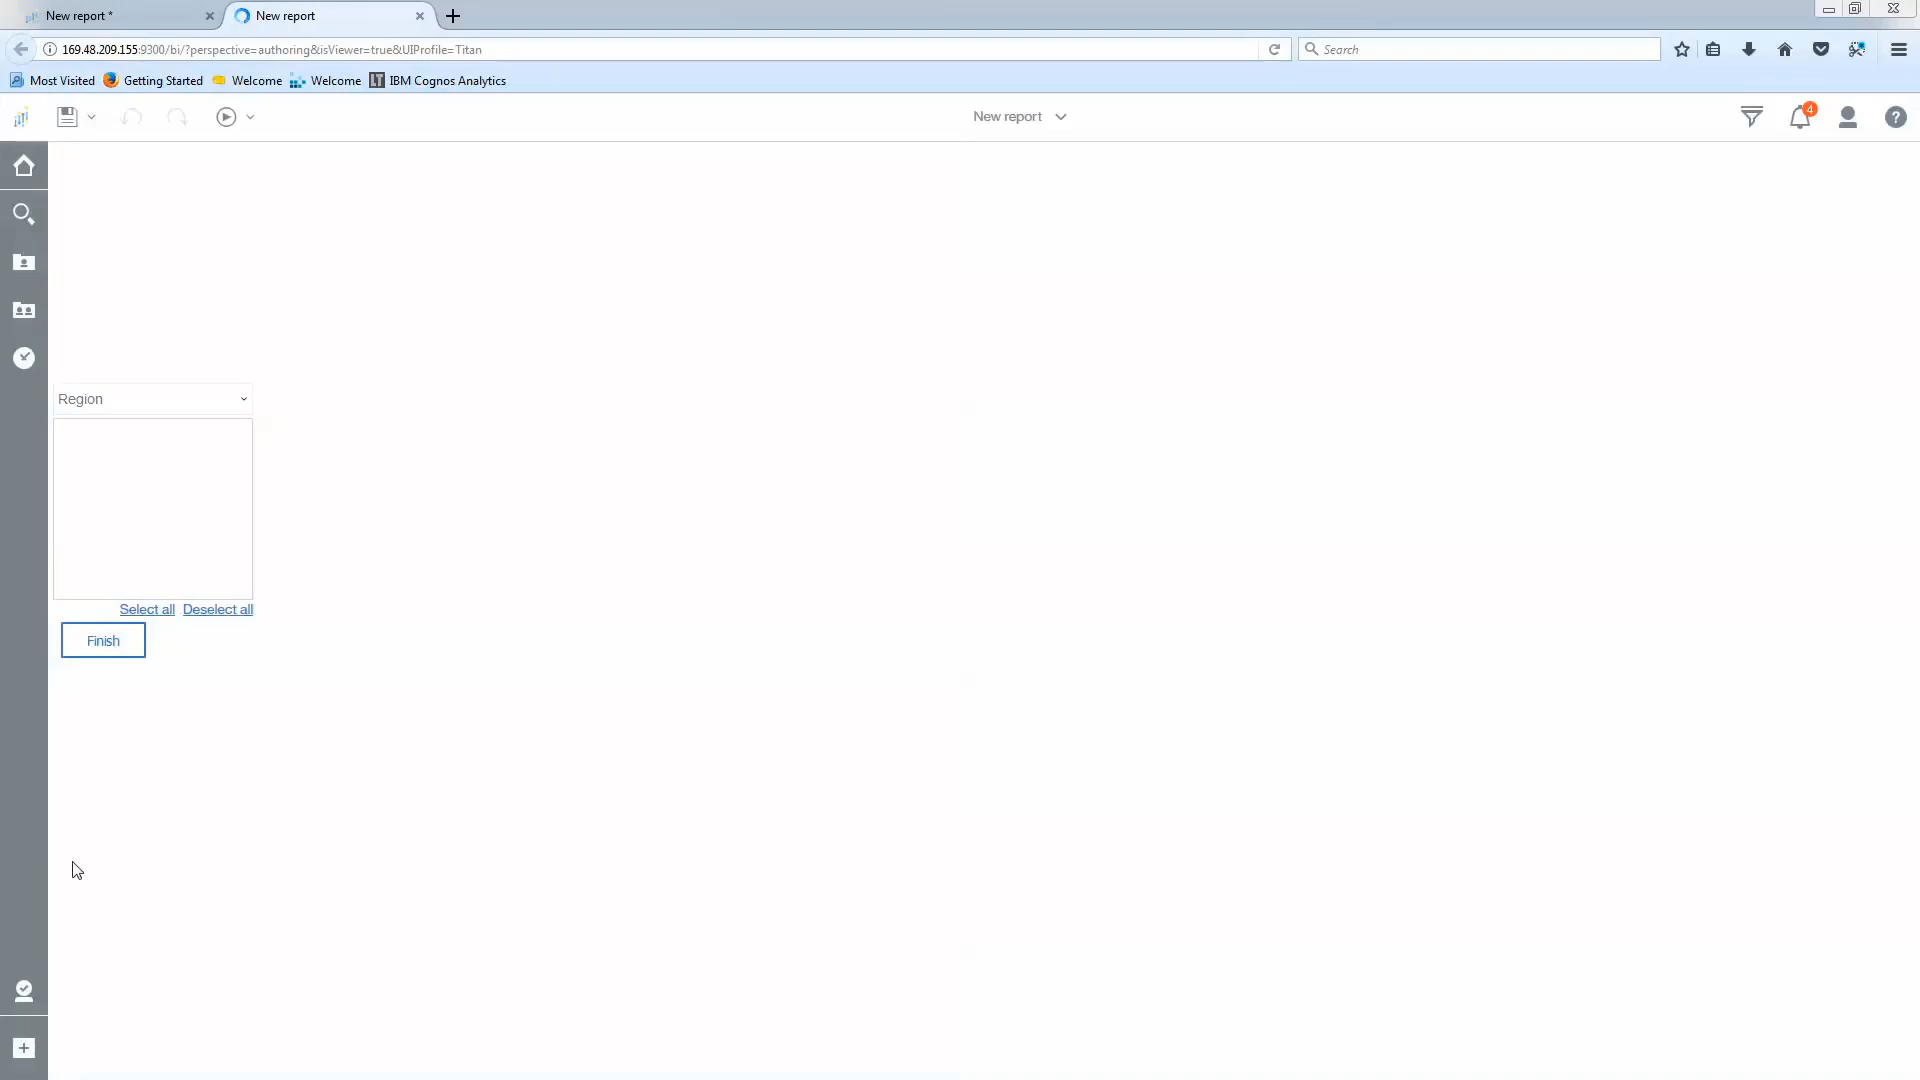 New report *
New report
169.48.209.155:9300/bi/?perspective=authoring&isViewer=true&UIProfile=Titan
Search
Most Visited
Getting Started
Welcome
Welcome
LT
IBM Cognos Analytics
New report
4
?
Region
Select all
Deselect all
Finish